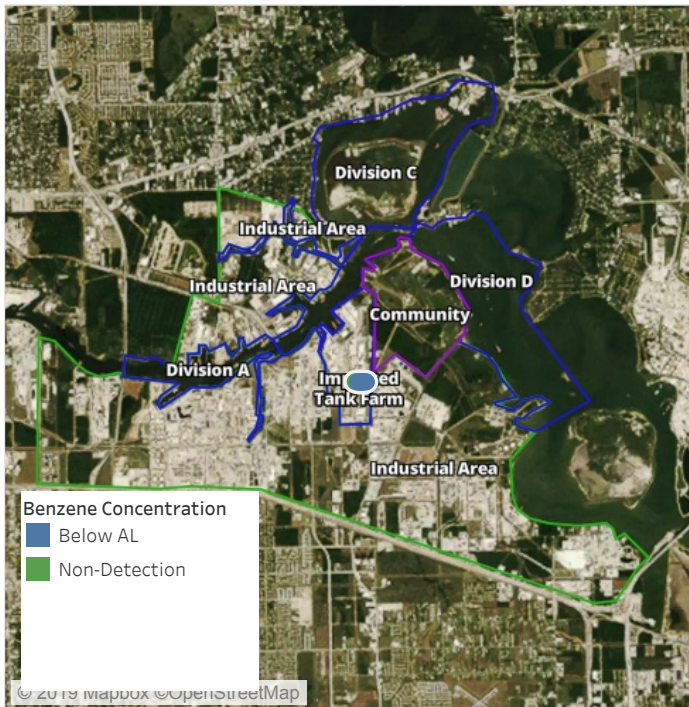 Division C
Industrial Area
Division D
Industrial Area
Community
Division A
Tank Farm
Industrial Area
Benzene Concentration
Below AL
Non-Detection
© 2019 Mapbox ©OpenStreetMap